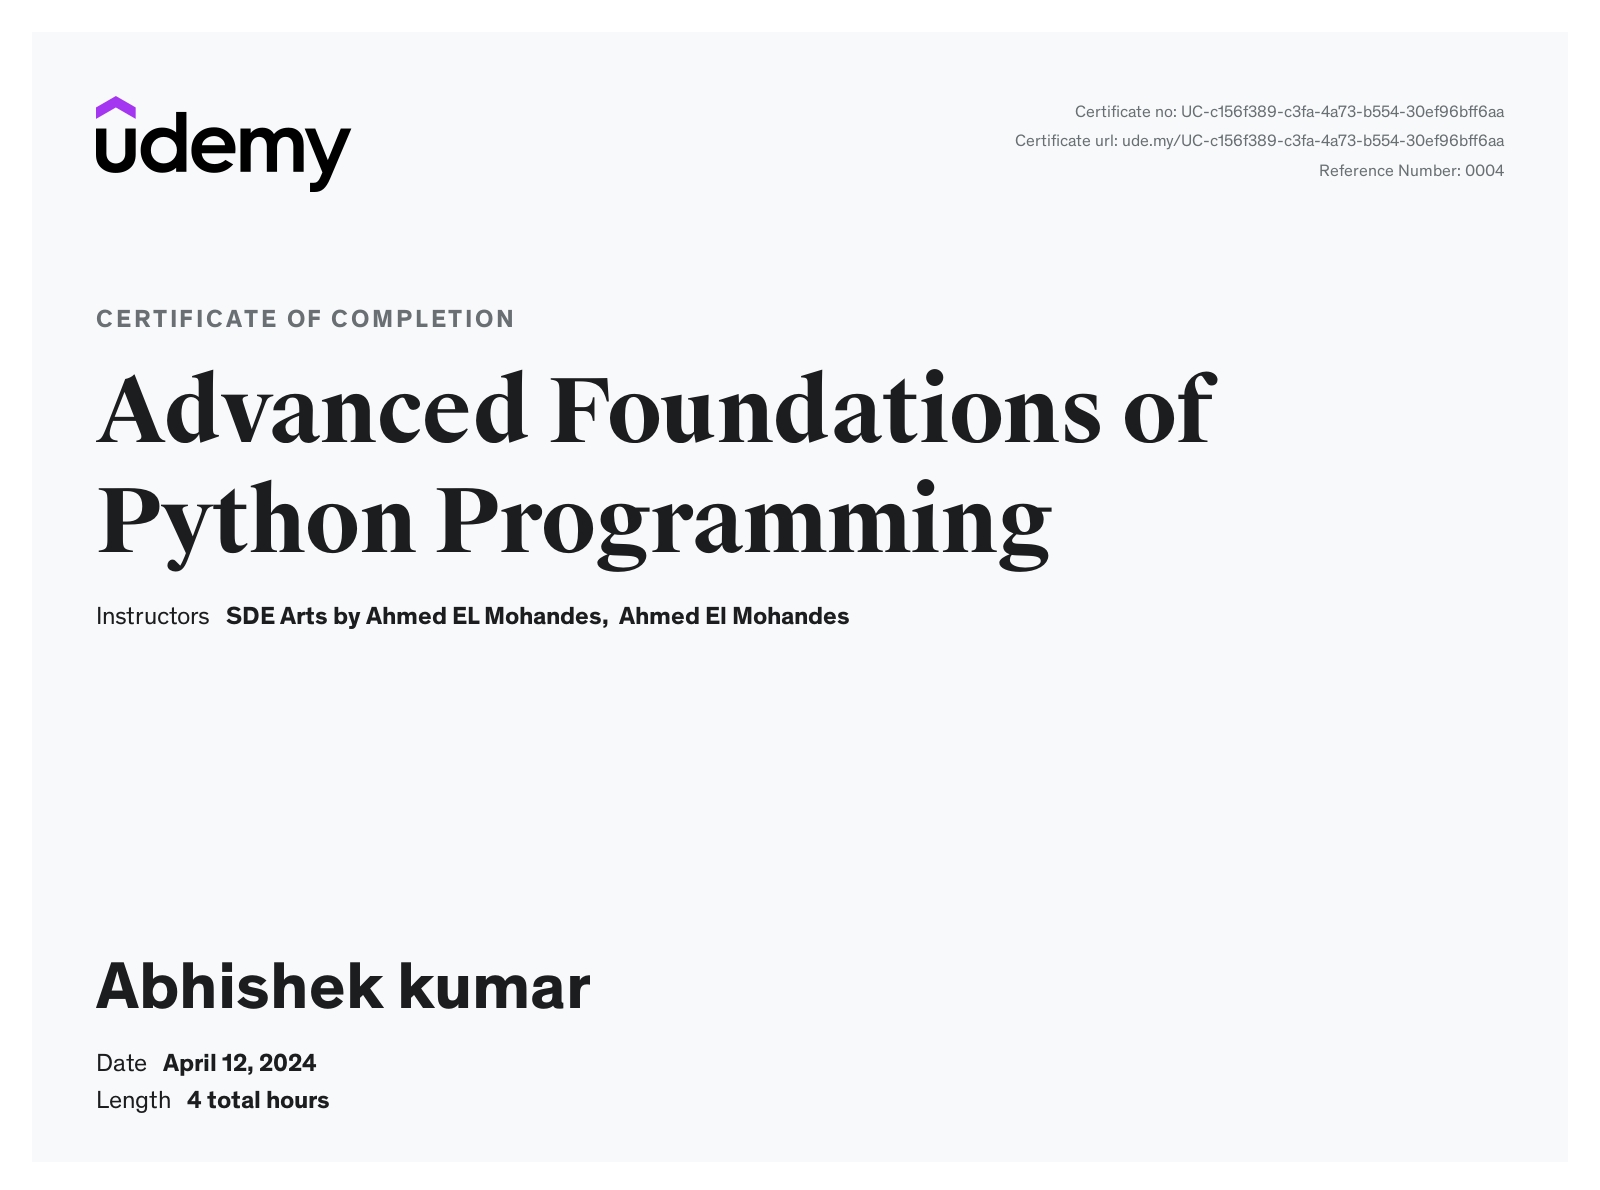 udemy
Certificate no: UC-c156f389-c3fa-4a73-b554-30ef96bff6aa
Certificate url: ude.my/UC-c156f389-c3fa-4a73-b554-30ef96bff6aa
Reference Number: 0004
CERTIFICATE OF COMPLETION
Advanced Foundations of
Python Programming
Instructors SDE Arts by Ahmed EL Mohandes, Ahmed El Mohandes
Abhishek kumar
Date April 12, 2024
Length 4 total hours